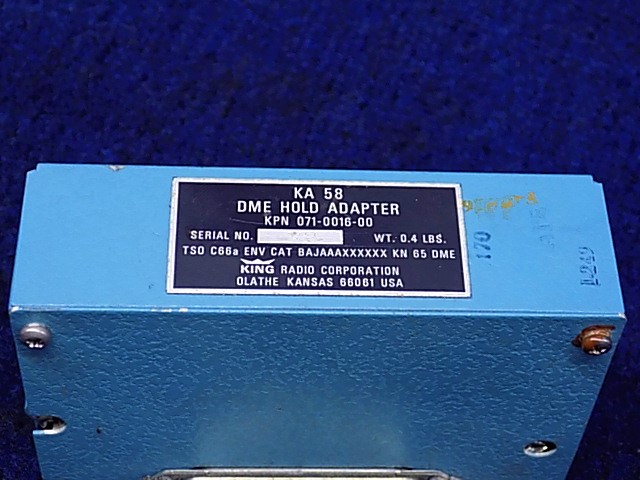 KA 58
DME HOLD ADAPTER
KPN 071-0016-00
SERIAL NO. WT. 0.4 LBS.
TSO C66a ENV CAT BAJAAAXXXXXX KN 65 DME
KING RADIO CORPORATION
OLATHE KANSAS 66061 USA
170